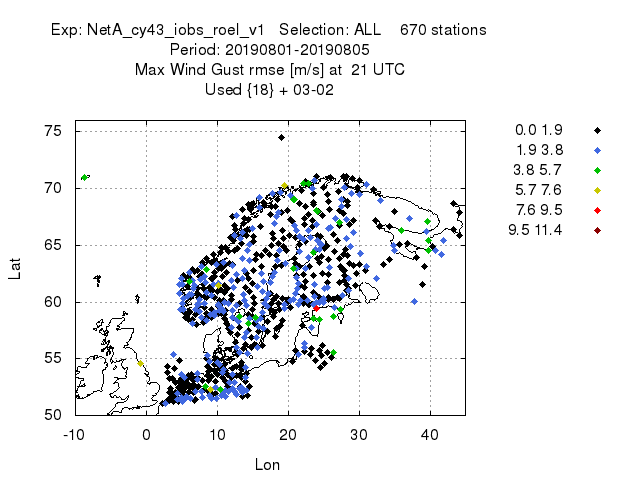 Exp: NetA_cy43_iobs_roel_v1 Selection: ALL 670 stations
Period: 20190801-20190805
Max Wind Gust rmse [m/s] at 21 UTC
Used {18} + 03-02
75
70
65
60
55
50
-10 0 10 20 30 40
Lat
Lon
0.0 1.9
1.9 3.8
3.8 5.7
5.7 7.6
7.6 9.5
9.5 11.4